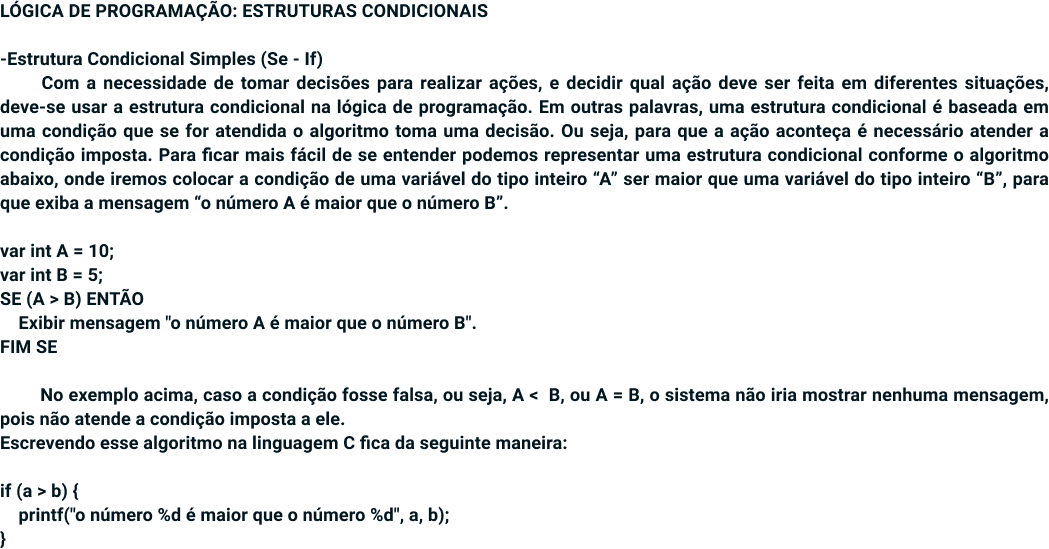 LÓGICA DE PROGRAMAÇÃO: ESTRUTURAS CONDICIONAIS
-Estrutura Condicional Simples (Se - If)
Com a necessidade de tomar decisões para realizar ações, e decidir qual ação deve ser feita em diferentes situações,
deve-se usar a estrutura condicional na lógica de programação. Em outras palavras, uma estrutura condicional é baseada em
uma condição que se for atendida o algoritmo toma uma decisão. Ou seja, para que a ação aconteça é necessário atender a
condição imposta. Para ficar mais fácil de se entender podemos representar uma estrutura condicional conforme o algoritmo
abaixo, onde iremos colocar a condição de uma variável do tipo inteiro “A” ser maior que uma variável do tipo inteiro “B”, para
que exiba a mensagem “o número A é maior que o número B”.
var int A = 10;
var int B = 5;
SE (A > B) ENTÃO
Exibir mensagem "o número A é maior que o número B".
FIM SE
No exemplo acima, caso a condição fosse falsa, ou seja, A < B, ou A = B, o sistema não iria mostrar nenhuma mensagem,
pois não atende a condição imposta a ele.
Escrevendo esse algoritmo na linguagem C fica da seguinte maneira:
if (a > b) {
printf("o número %d é maior que o número %d", a, b);
}